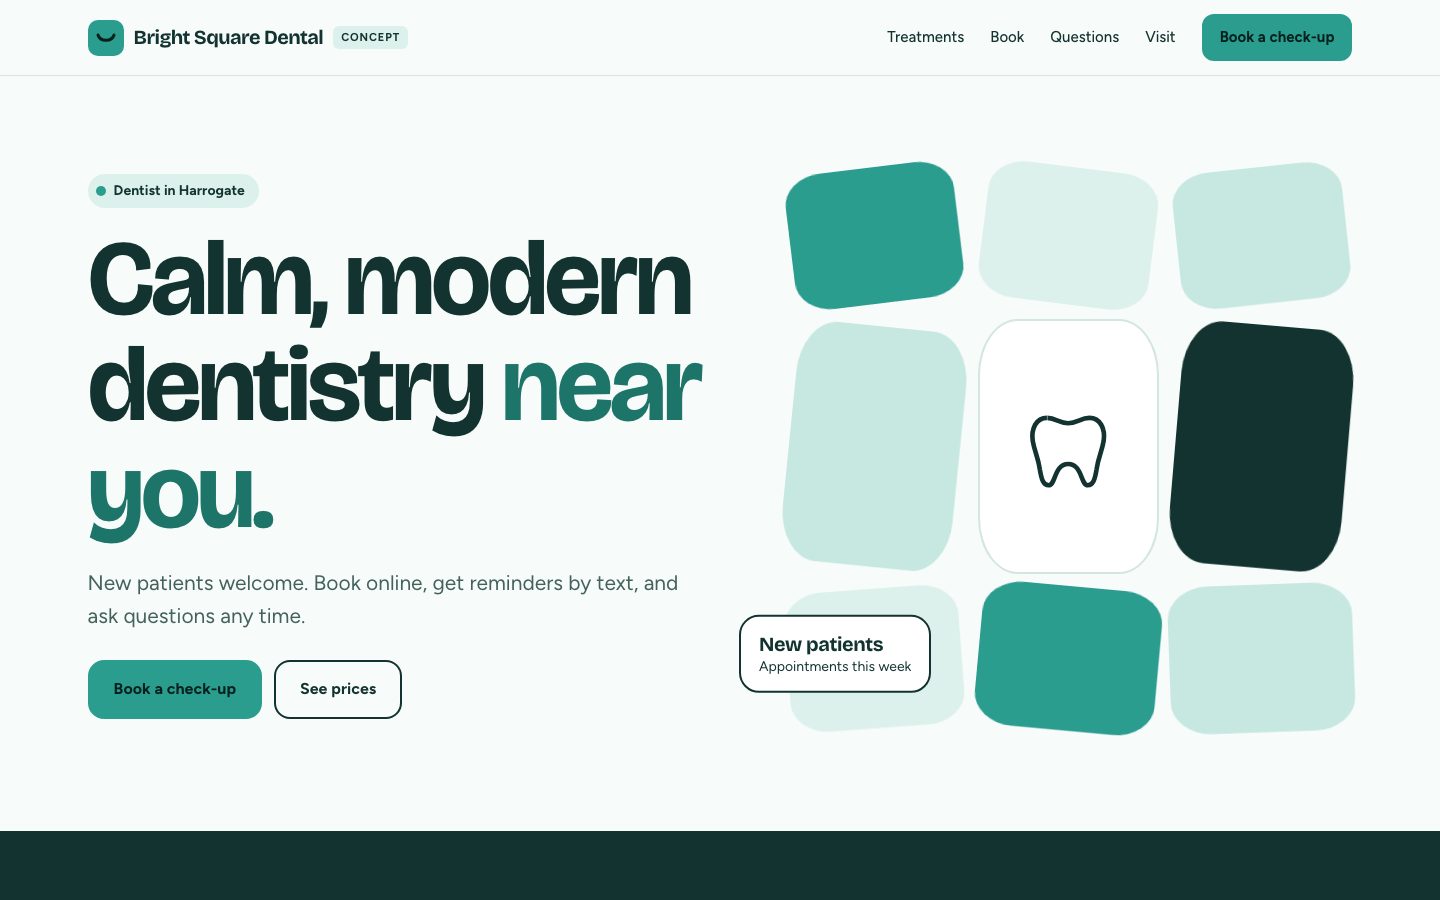 Bright Square Dental
CONCEPT
Treatments
Book
Questions
Visit
Book a check-up
Dentist in Harrogate
Calm, modern
dentistry near
you.
New patients welcome. Book online, get reminders by text, and
ask questions any time.
Book a check-up
See prices
New patients
Appointments this week